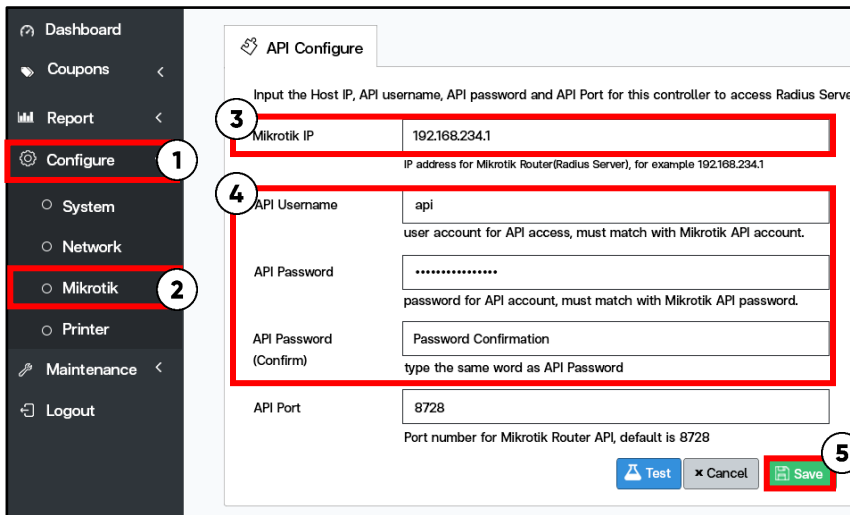 Dashboard
Coupons
Report
Configure
1
System
Network
Mikrotik
2
Printer
Maintenance
Logout
API Configure
Input the Host IP, API username, API password and API Port for this controller to access Radius Serve
3
Mikrotik IP
192.168.234.1
IP address for Mikrotik Router(Radius Server), for example 192.168.234.1
4
API Username
api
user account for API access, must match with Mikrotik API account.
API Password
••••••••••••••••
password for API account, must match with Mikrotik API password.
API Password
(Confirm)
Password Confirmation
type the same word as API Password
API Port
8728
Port number for Mikrotik Router API, default is 8728
Test
× Cancel
Save
5